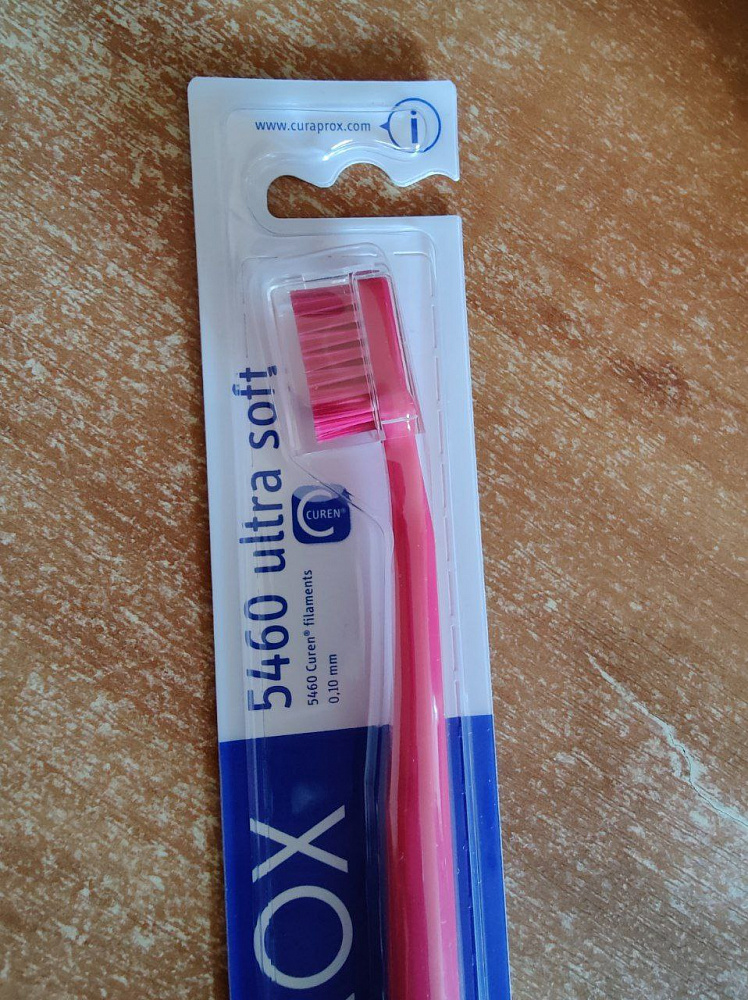 www.curaprox.com
i
5460 ultra soft
CUREN®
5460 Curen® filaments
0,10 mm
OX